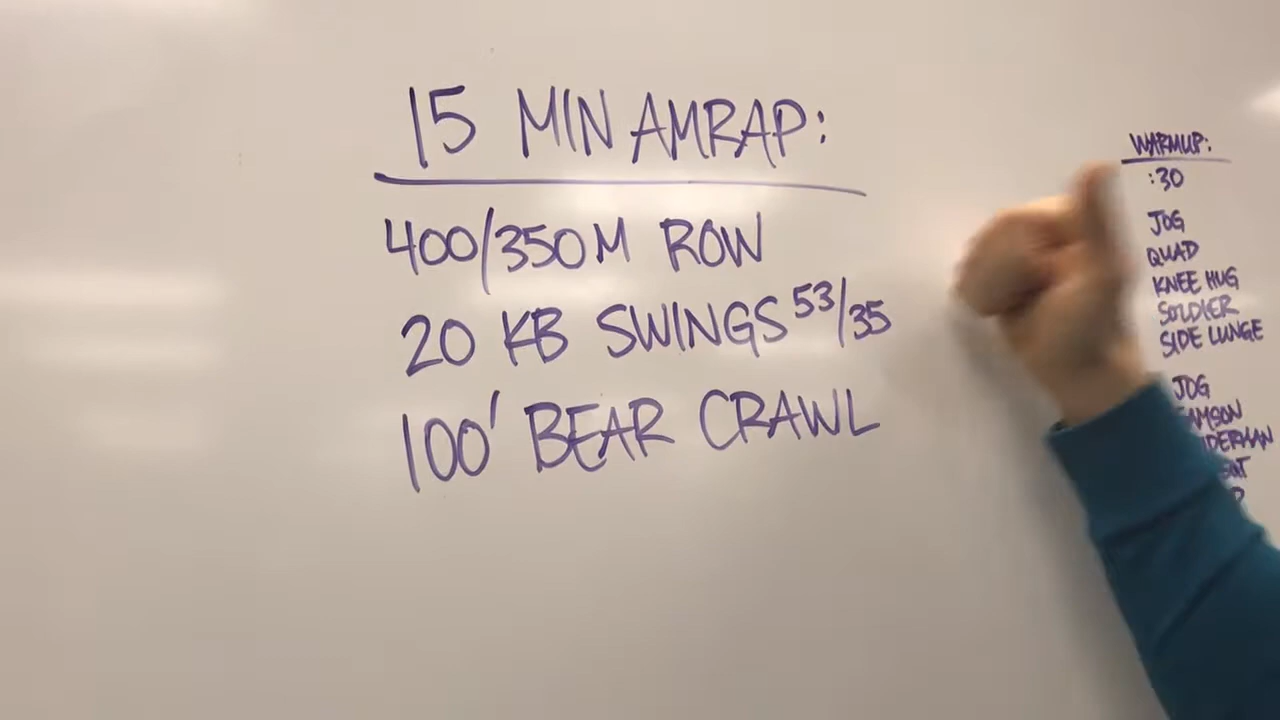 15 MIN AMRAP:
400/350M ROW
20 KB SWINGS 53/35
100' BEAR CRAWL
WARMUP:
:30
JOG
QUAD
KNEE HUG
SOLDIER
SIDE LUNGE
JOG